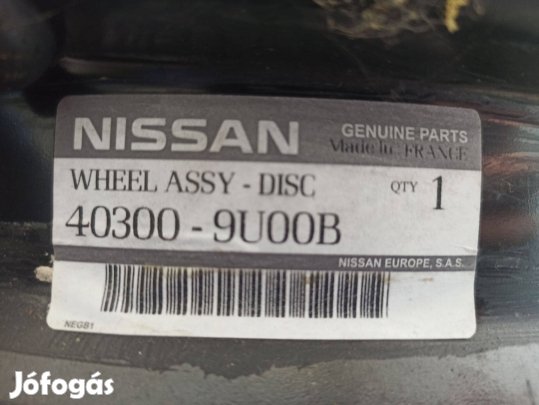 NISSAN
GENUINE PARTS
Made in: FRANCE
WHEEL ASSY - DISC
QTY 1
40300 - 9U00B
NISSAN EUROPE, S.A.S.
NEGB1
Jófogás